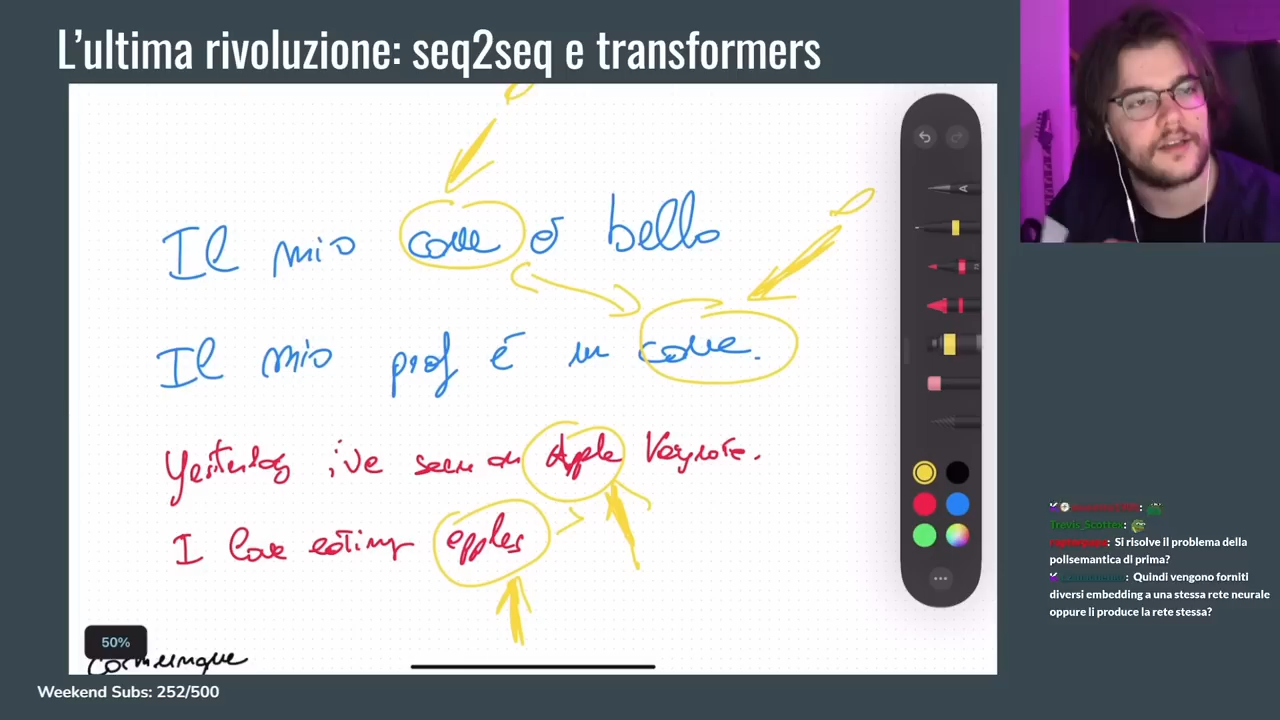 L'ultima rivoluzione: seq2seq e transformers
Il mio cane è bello
Il mio prof è un cane.
Yesterday i've seen an Apple Keynote.
I love eating apples
50%
Comunque
Weekend Subs: 252/500
Travis_Scottex:
: Si risolve il problema della
polisemantica di prima?
: Quindi vengono forniti
diversi embedding a una stessa rete neurale
oppure li produce la rete stessa?